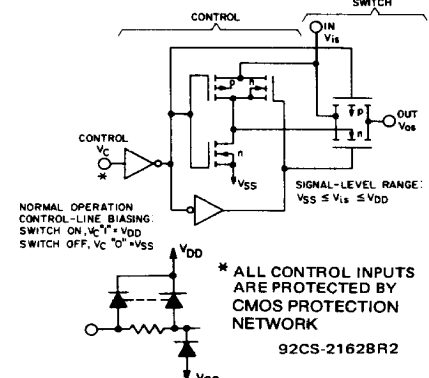 SWITCH
CONTROL
IN
Vis
p
n
p
n
OUT
Vos
CONTROL
VC
*
n
VSS
SIGNAL-LEVEL RANGE:
VSS ≤ Vis ≤ VDD
NORMAL OPERATION
CONTROL-LINE BIASING:
SWITCH ON, VC "1" = VDD
SWITCH OFF, VC "0" = VSS
VDD
* ALL CONTROL INPUTS
ARE PROTECTED BY
CMOS PROTECTION
NETWORK
92CS-21628R2
VSS